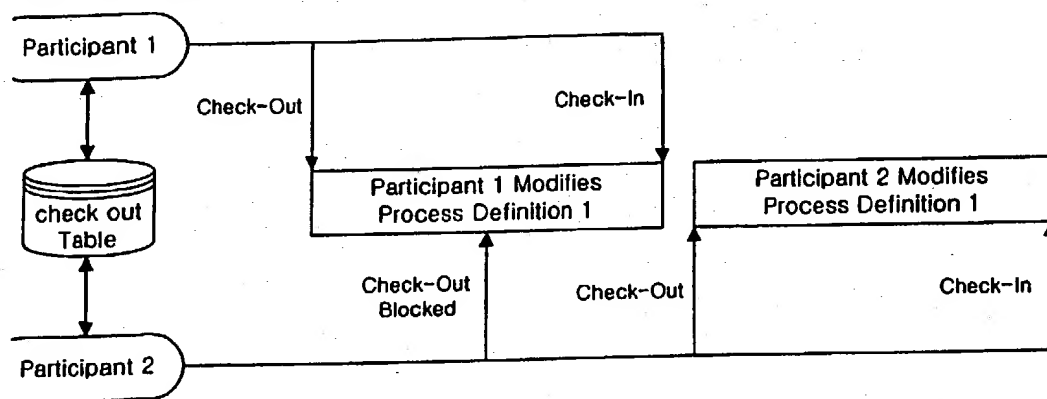 Participant 1
Check-Out
Check-In
check out
Table
Participant 1 Modifies
Process Definition 1
Participant 2 Modifies
Process Definition 1
Check-Out
Blocked
Check-Out
Check-In
Participant 2